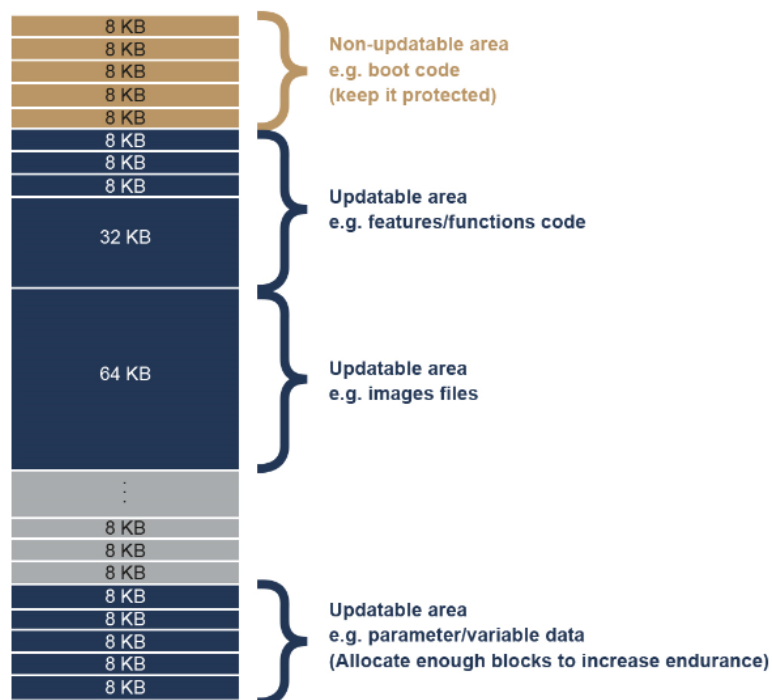 8 KB
8 KB
8 KB
8 KB
8 KB
Non-updatable area
e.g. boot code
(keep it protected)
8 KB
8 KB
8 KB
32 KB
Updatable area
e.g. features/functions code
64 KB
Updatable area
e.g. images files
⋮
8 KB
8 KB
8 KB
8 KB
8 KB
8 KB
8 KB
8 KB
Updatable area
e.g. parameter/variable data
(Allocate enough blocks to increase endurance)